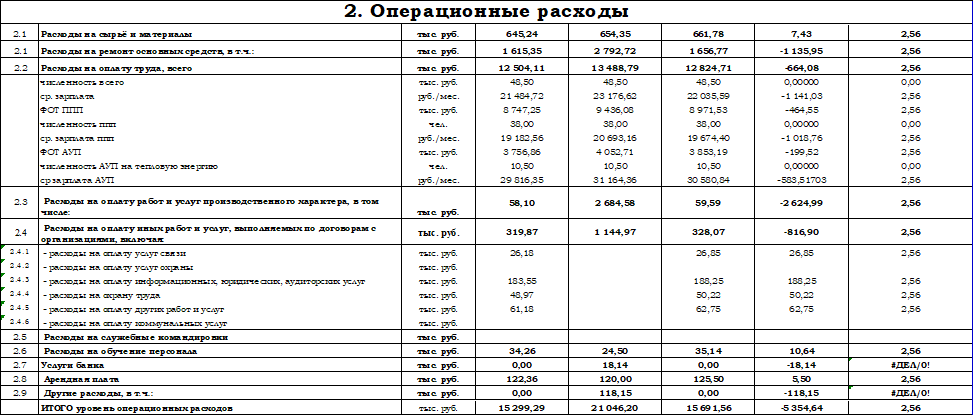 2. Операционные расходы
2.1 Расходы на сырьё и материалы тыс. руб. 645,24 654,35 661,78 7,43 2,56
2.1 Расходы на ремонт основных средств, в т.ч.: тыс. руб. 1 615,35 2 792,72 1 656,77 -1 135,95 2,56
2.2 Расходы на оплату труда, всего тыс. руб. 12 504,11 13 488,79 12 824,71 -664,08 2,56
численность всего тыс. руб. 48,50 48,50 48,50 0,00000 0,00
ср. зарплата руб./мес. 21 484,72 23 176,62 22 035,59 -1 141,03 2,56
ФОТ ППП тыс. руб. 8 747,25 9 436,08 8 971,53 -464,55 2,56
численность ппп чел. 38,00 38,00 38,00 0,00000 0,00
ср. зарплата ппп руб./мес. 19 182,56 20 693,16 19 674,40 -1 018,76 2,56
ФОТ АУП тыс. руб. 3 756,86 4 052,71 3 853,19 -199,52 2,56
численность АУП на тепловую энергию чел. 10,50 10,50 10,50 0,00000 0,00
ср зарплата АУП руб./мес. 29 816,35 31 164,36 30 580,84 -583,51703 2,56
2.3 Расходы на оплату работ и услуг производственного характера, в том 58,10 2 684,58 59,59 -2 624,99 2,56
числе: тыс. руб.
2.4 Расходы на оплату иных работ и услуг, выполняемых по договорам с тыс. руб. 319,87 1 144,97 328,07 -816,90 2,56
организациями, включая:
2.4.1 - расходы на оплату услуг связи тыс. руб. 26,18 26,85 26,85 2,56
2.4.2 - расходы на оплату услуг охраны тыс. руб.
2.4.3 - расходы на оплату информационных, юридических, аудиторских услуг тыс. руб. 183,55 188,25 188,25 2,56
2.4.4 - расходы на охрану труда тыс. руб. 48,97 50,22 50,22 2,56
2.4.5 - расходы на оплату других работ и услуг тыс. руб. 61,18 62,75 62,75 2,56
2.4.6 - расходы на оплату коммунальных услуг тыс. руб.
2.5 Расходы на служебные командировки тыс. руб.
2.6 Расходы на обучение персонала тыс. руб. 34,26 24,50 35,14 10,64 2,56
2.7 Услуги банка тыс. руб. 0,00 18,14 0,00 -18,14 #ДЕЛ/0!
2.8 Арендная плата тыс. руб. 122,36 120,00 125,50 5,50 2,56
2.9 Другие расходы, в т.ч.: тыс. руб. 0,00 118,15 0,00 -118,15 #ДЕЛ/0!
ИТОГО уровень операционных расходов тыс. руб. 15 299,29 21 046,20 15 691,56 -5 354,64 2,56